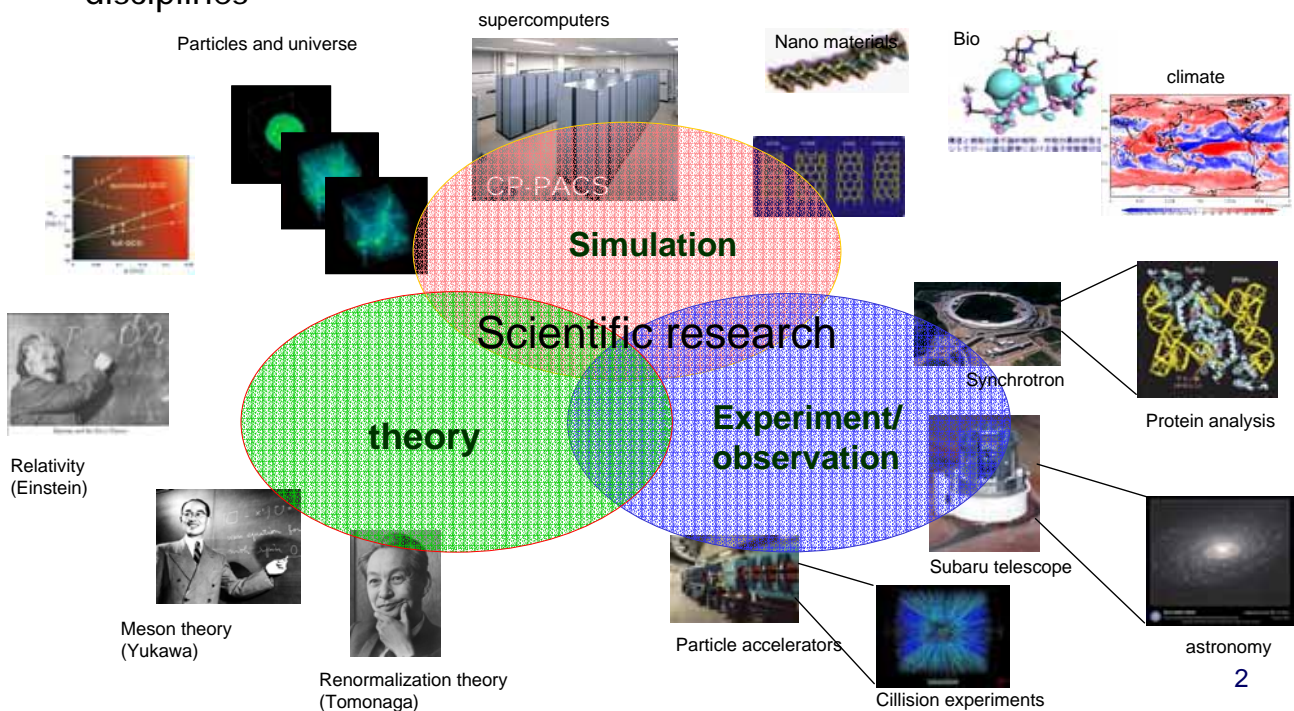 disciplines
supercomputers
Particles and universe
Nano materials
Bio
climate
CP-PACS
Simulation
Scientific research
Synchrotron
theory
Experiment/
observation
Protein analysis
Relativity
(Einstein)
Subaru telescope
Meson theory
(Yukawa)
Particle accelerators
astronomy
Renormalization theory
(Tomonaga)
Cillision experiments
2